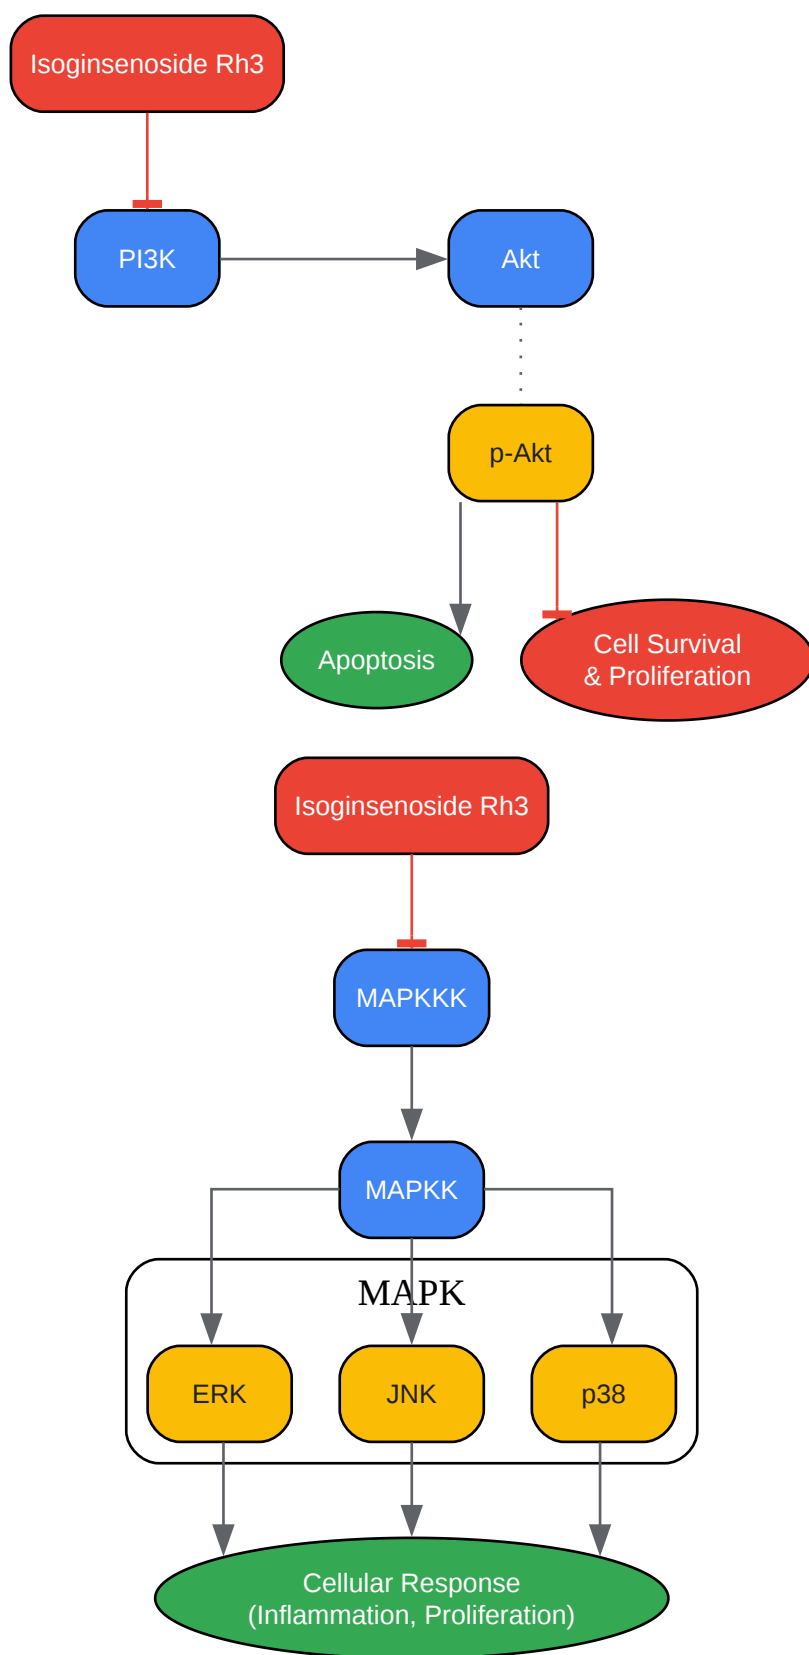 Isoginsenoside Rh3
PI3K
Akt
p-Akt
Apoptosis
Cell Survival
& Proliferation
Isoginsenoside Rh3
MAPKKK
MAPKK
MAPK
ERK
JNK
p38
Cellular Response
(Inflammation, Proliferation)